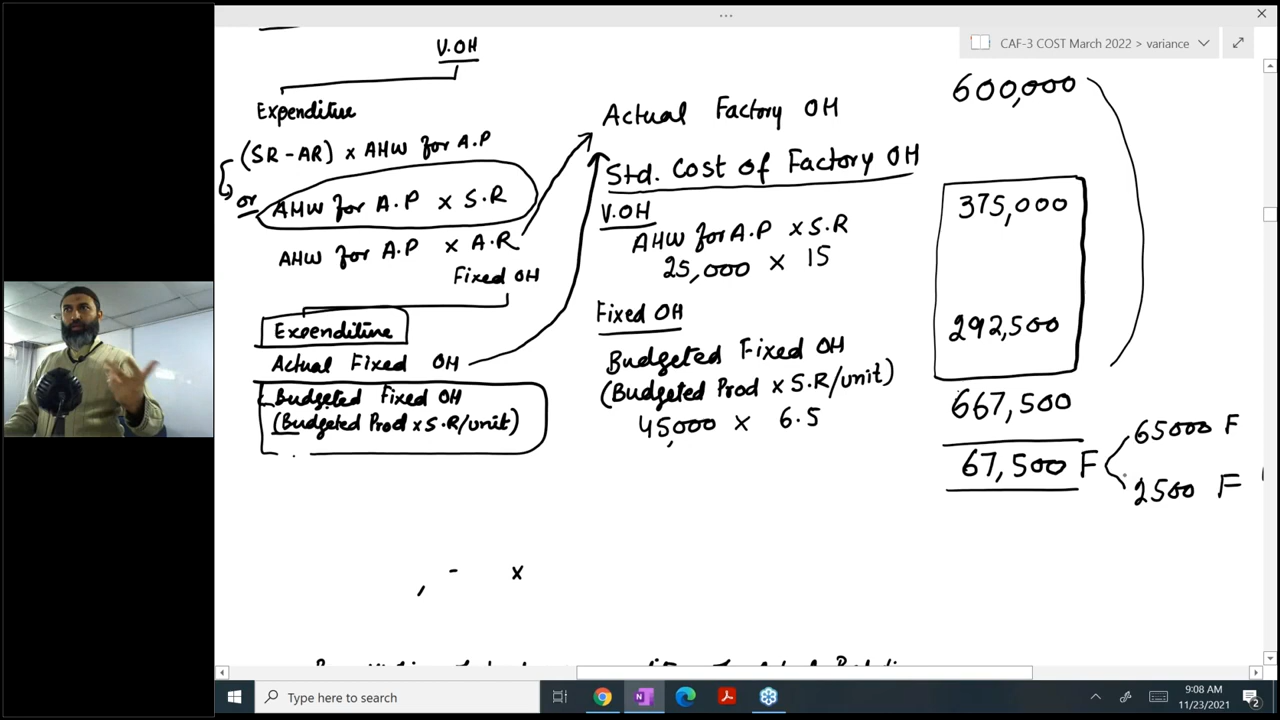 CAF-3 COST March 2022 > variance
V.OH
Expenditure
(SR-AR) x AHW for A.P
or AHW for A.P x S.R
AHW for A.P x A.R
Fixed OH
Expenditure
Actual Fixed OH
Budgeted Fixed OH
(Budgeted Prod x S.R/unit)
Actual Factory OH
600,000
Std. Cost of Factory OH
V.OH
375,000
AHW for A.P x S.R
25,000 x 15
Fixed OH
292,500
Budgeted Fixed OH
(Budgeted Prod x S.R/unit)
45,000 x 6.5
667,500
67,500 F
65000 F
2500 F
, - x
Type here to search
9:08 AM
11/23/2021
2